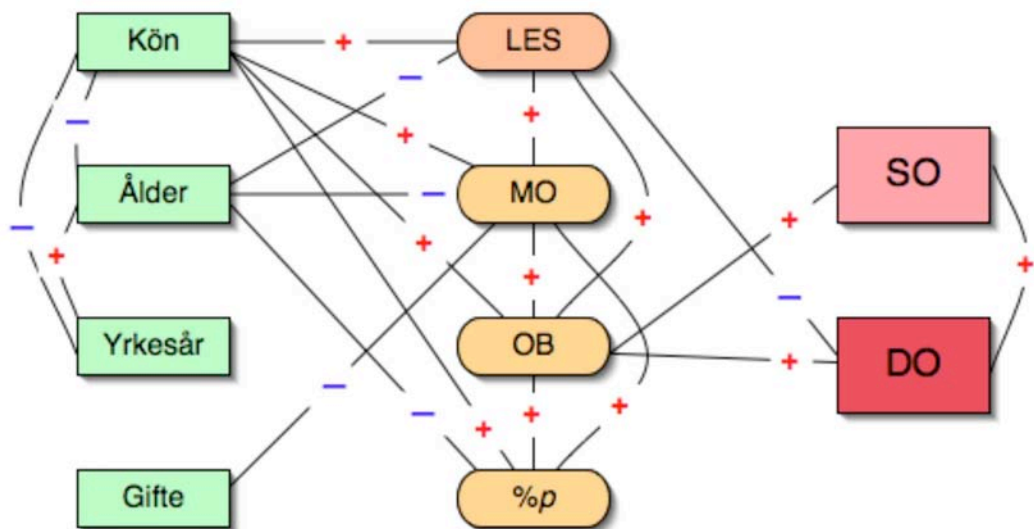 Kön
LES
Ålder
MO
SO
Yrkesår
OB
DO
Gifte
%p